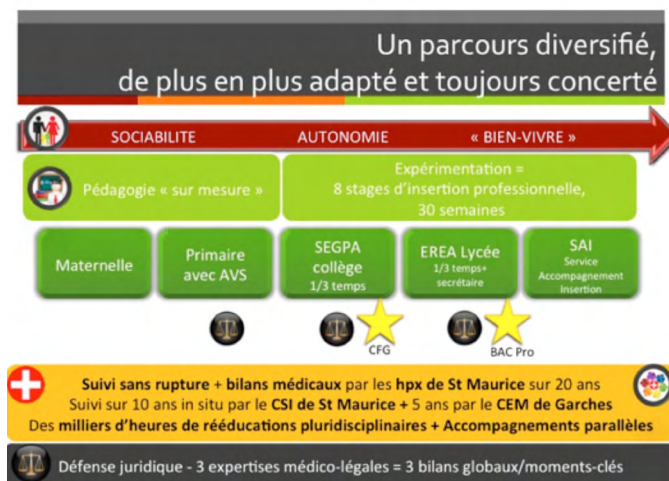 Un parcours diversifié,
de plus en plus adapté et toujours concerté
SOCIABILITE AUTONOMIE « BIEN-VIVRE »
Pédagogie « sur mesure »
Expérimentation =
8 stages d'insertion professionnelle,
30 semaines
Maternelle
Primaire
avec AVS
SEGPA
collège
1/3 temps
EREA Lycée
1/3 temps+
secrétaire
SAI
Service
Accompagnement
Insertion
CFG
BAC Pro
Suivi sans rupture + bilans médicaux par les hpx de St Maurice sur 20 ans
Suivi sur 10 ans in situ par le CSI de St Maurice + 5 ans par le CEM de Garches
Des milliers d'heures de rééducations pluridisciplinaires + Accompagnements parallèles
Défense juridique - 3 expertises médico-légales = 3 bilans globaux/moments-clés